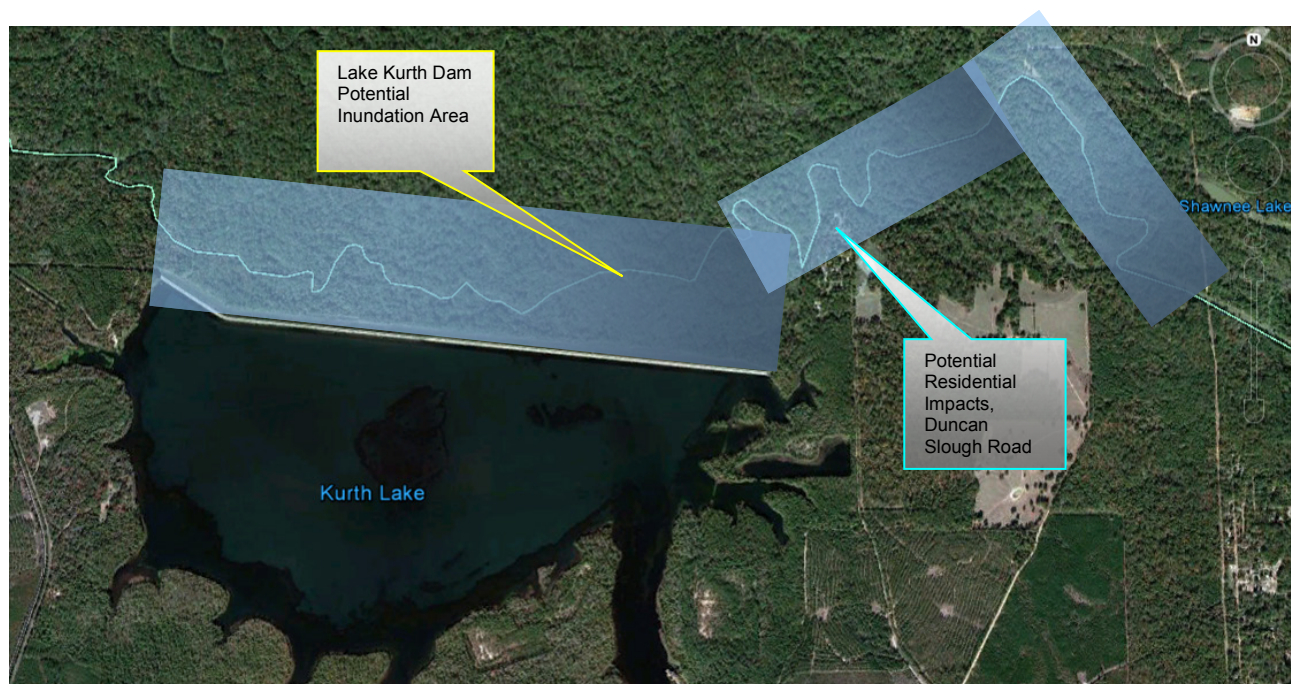 Lake Kurth Dam
Potential
Inundation Area
N
Shawnee Lake
Potential
Residential
Impacts,
Duncan
Slough Road
Kurth Lake